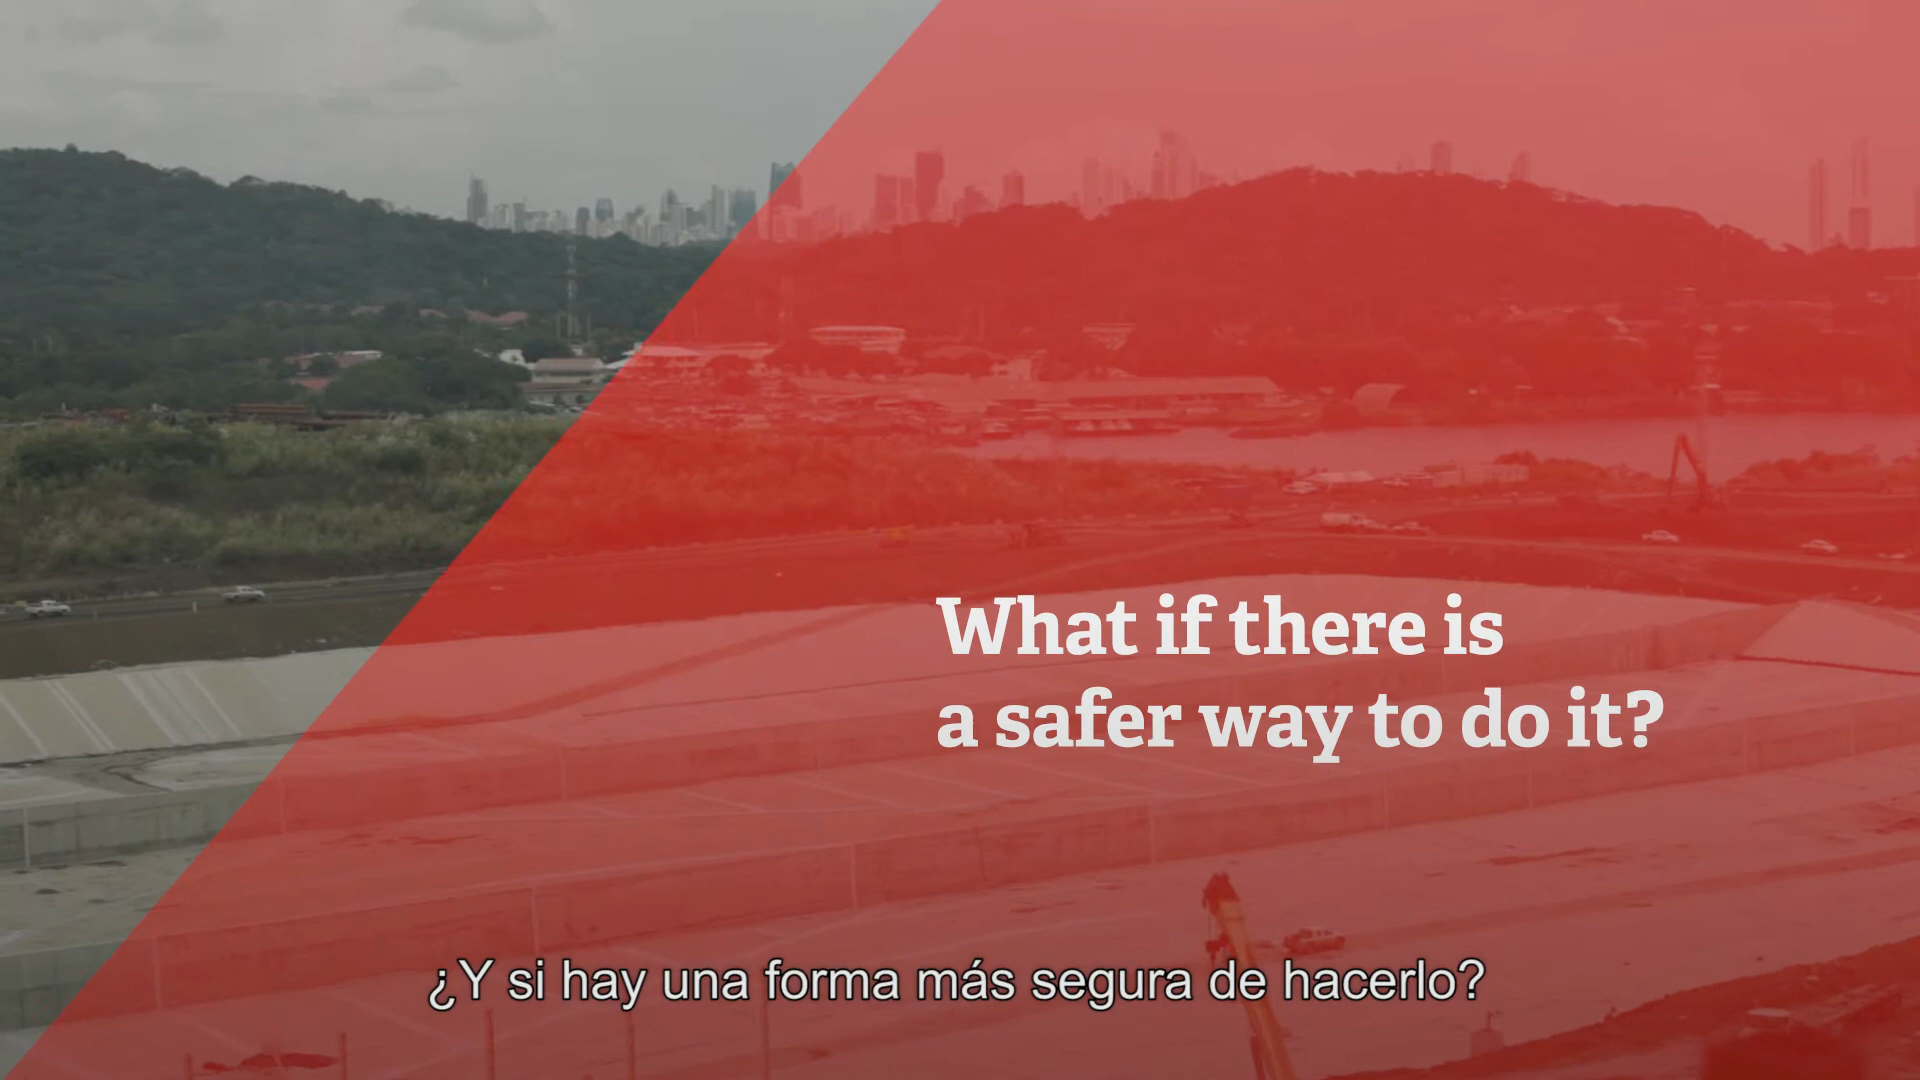 What if there is
a safer way to do it?
¿Y si hay una forma más segura de hacerlo?